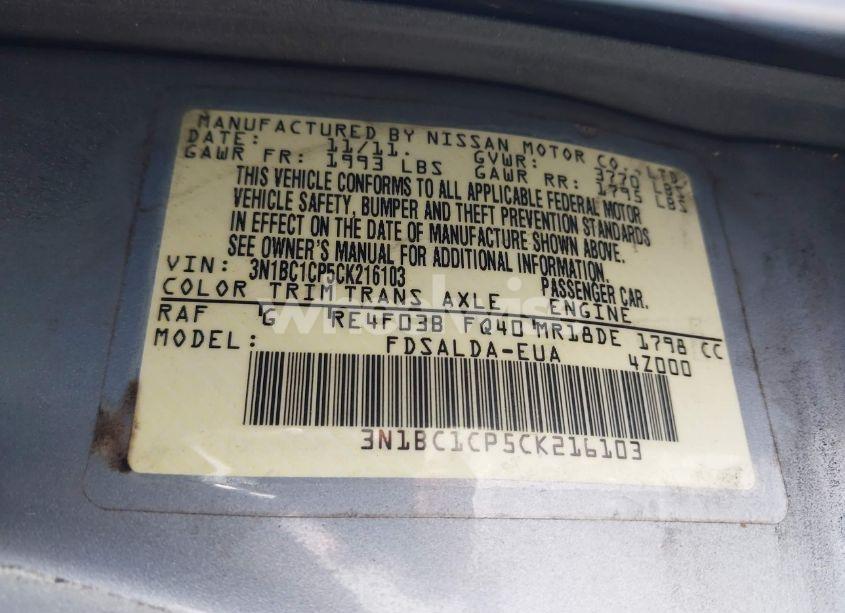 MANUFACTURED BY NISSAN MOTOR CO., LTD.
DATE: 11/11. GVWR: 3770 LBS
GAWR FR: 1993 LBS GAWR RR: 1795 LBS
THIS VEHICLE CONFORMS TO ALL APPLICABLE FEDERAL MOTOR
VEHICLE SAFETY, BUMPER AND THEFT PREVENTION STANDARDS
IN EFFECT ON THE DATE OF MANUFACTURE SHOWN ABOVE.
SEE OWNER'S MANUAL FOR ADDITIONAL INFORMATION.
VIN: 3N1BC1CP5CK216103 PASSENGER CAR.
COLOR TRIM TRANS AXLE ENGINE
RAF G RE4F03B FQ40 MR18DE 1798 CC
MODEL: FDSALDA-EUA 4Z000
3N1BC1CP5CK216103